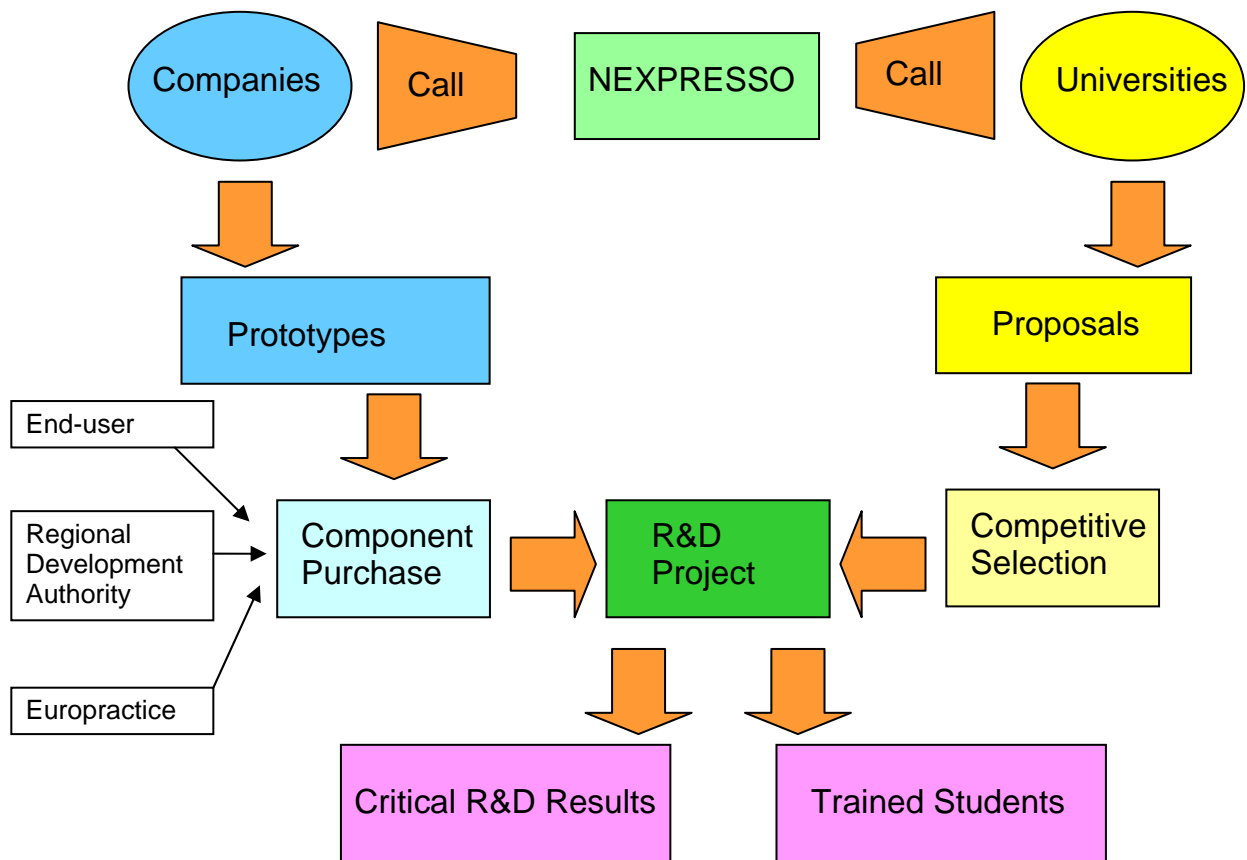 Companies
Call
NEXPRESSO
Call
Universities
Prototypes
Proposals
End-user
Regional
Development
Authority
Europractice
Component
Purchase
R&D
Project
Competitive
Selection
Critical R&D Results
Trained Students